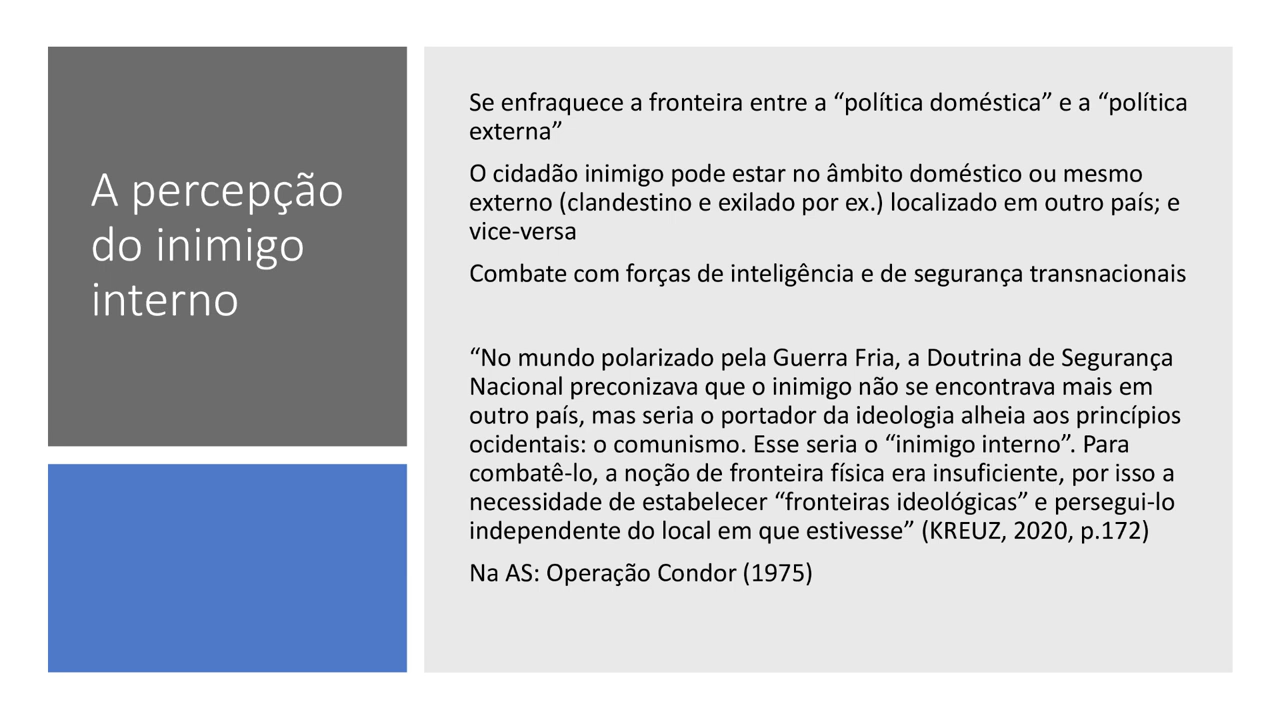 A percepção
do inimigo
interno
Se enfraquece a fronteira entre a “política doméstica” e a “política
externa”
O cidadão inimigo pode estar no âmbito doméstico ou mesmo
externo (clandestino e exilado por ex.) localizado em outro país; e
vice-versa
Combate com forças de inteligência e de segurança transnacionais
“No mundo polarizado pela Guerra Fria, a Doutrina de Segurança
Nacional preconizava que o inimigo não se encontrava mais em
outro país, mas seria o portador da ideologia alheia aos princípios
ocidentais: o comunismo. Esse seria o “inimigo interno”. Para
combatê-lo, a noção de fronteira física era insuficiente, por isso a
necessidade de estabelecer “fronteiras ideológicas” e persegui-lo
independente do local em que estivesse” (KREUZ, 2020, p.172)
Na AS: Operação Condor (1975)